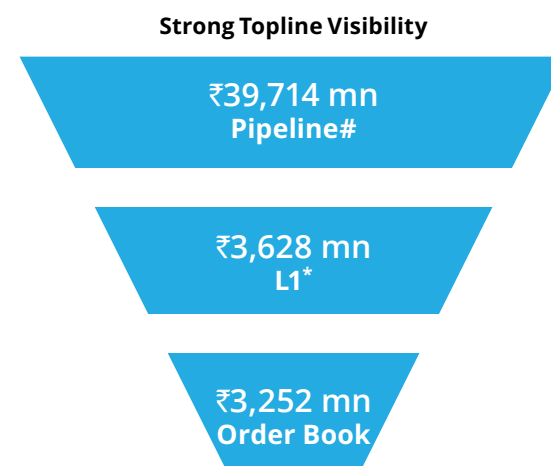 Strong Topline Visibility
₹39,714 mn
Pipeline#
₹3,628 mn
L1*
₹3,252 mn
Order Book